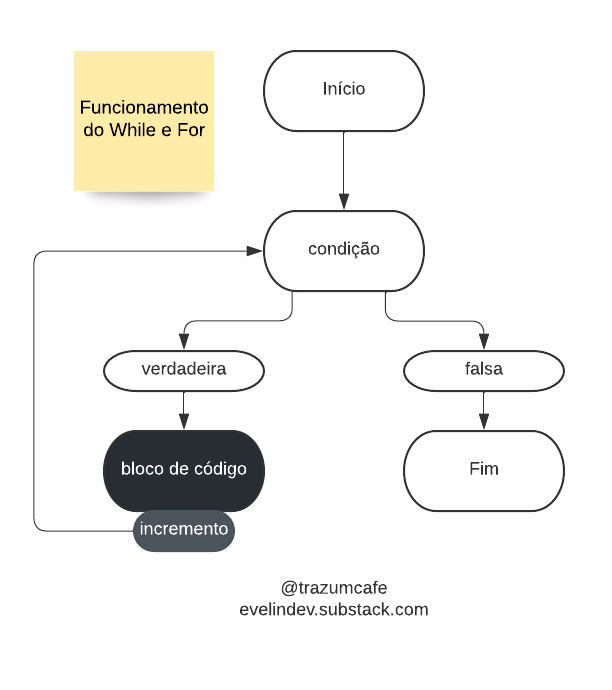 Funcionamento
do While e For
Início
condição
verdadeira
falsa
bloco de código
Fim
incremento
@trazumcafe
evelindev.substack.com